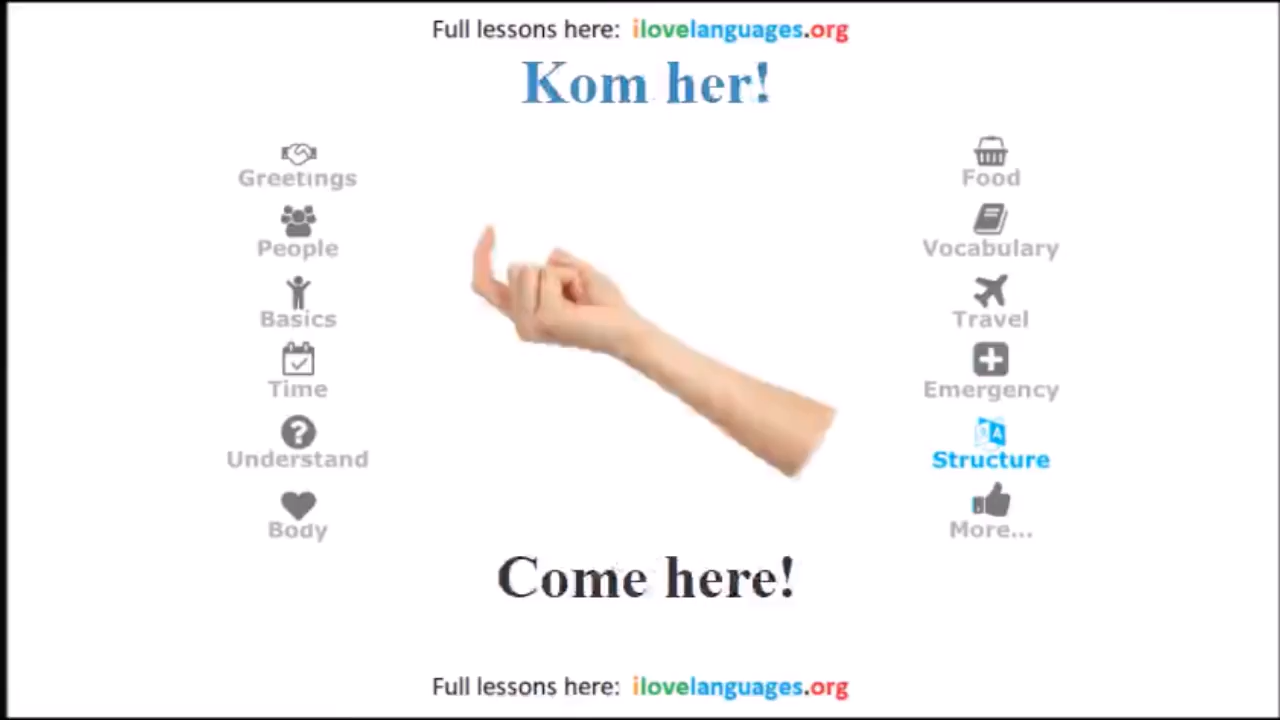 Full lessons here: ilovelanguages.org
Kom her!
Greetings
People
Basics
Time
Understand
Body
Food
Vocabulary
Travel
Emergency
Structure
More...
Come here!
Full lessons here: ilovelanguages.org